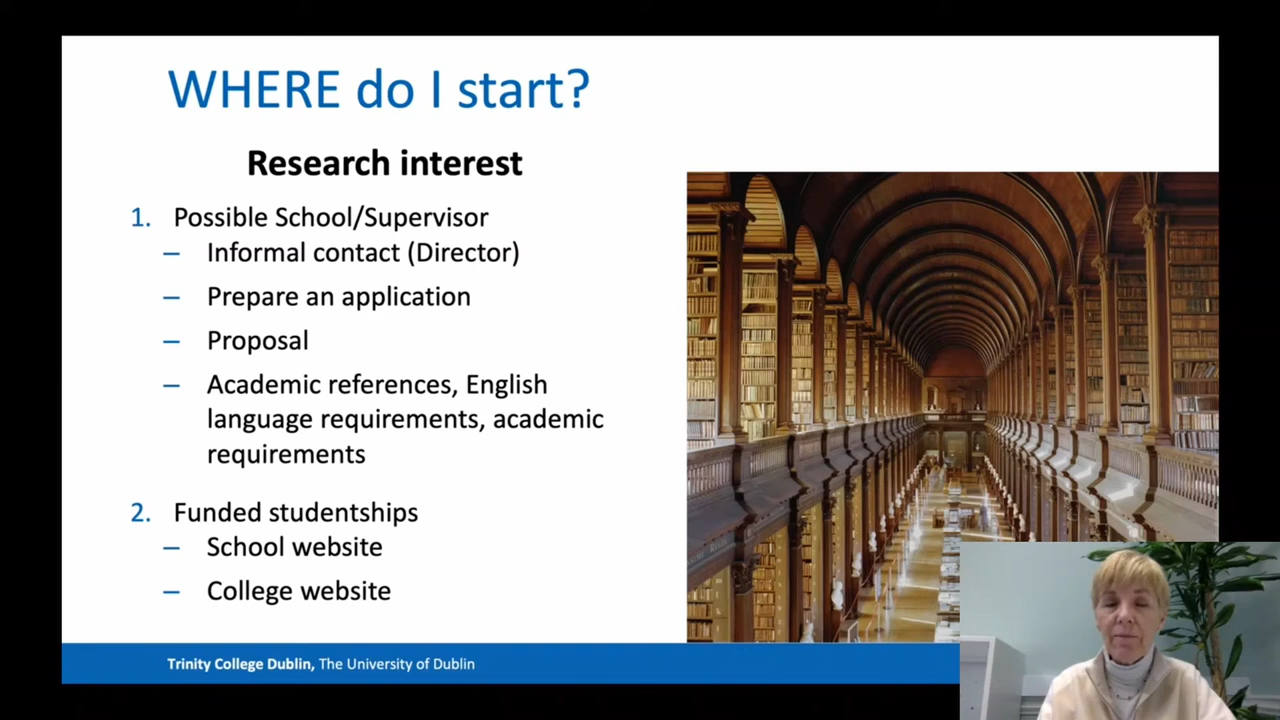 WHERE do I start?
Research interest
1. Possible School/Supervisor
– Informal contact (Director)
– Prepare an application
– Proposal
– Academic references, English
language requirements, academic
requirements
2. Funded studentships
– School website
– College website
Trinity College Dublin, The University of Dublin